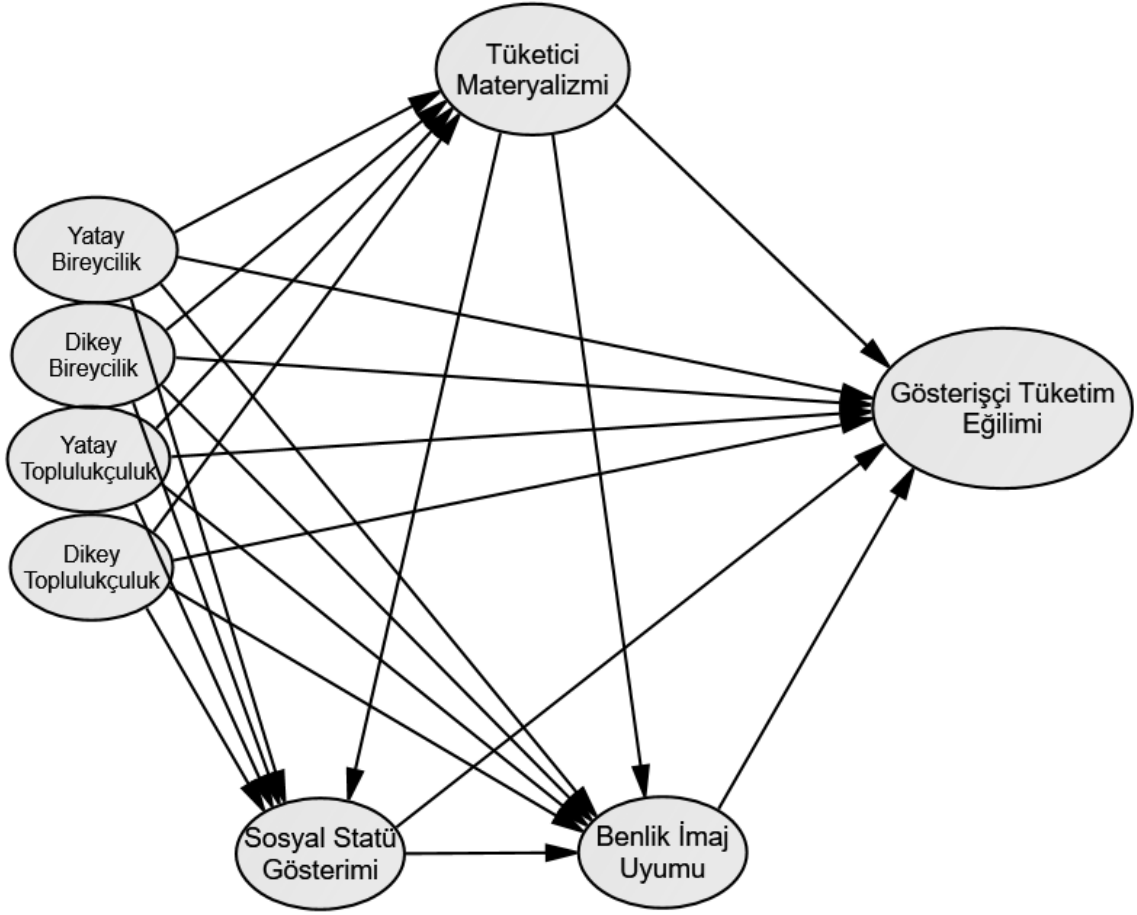 Tüketici
Materyalizmi
Yatay
Bireycilik
Dikey
Bireycilik
Yatay
Toplulukçuluk
Dikey
Toplulukçuluk
Gösterişçi Tüketim
Eğilimi
Sosyal Statü
Gösterimi
Benlik İmaj
Uyumu